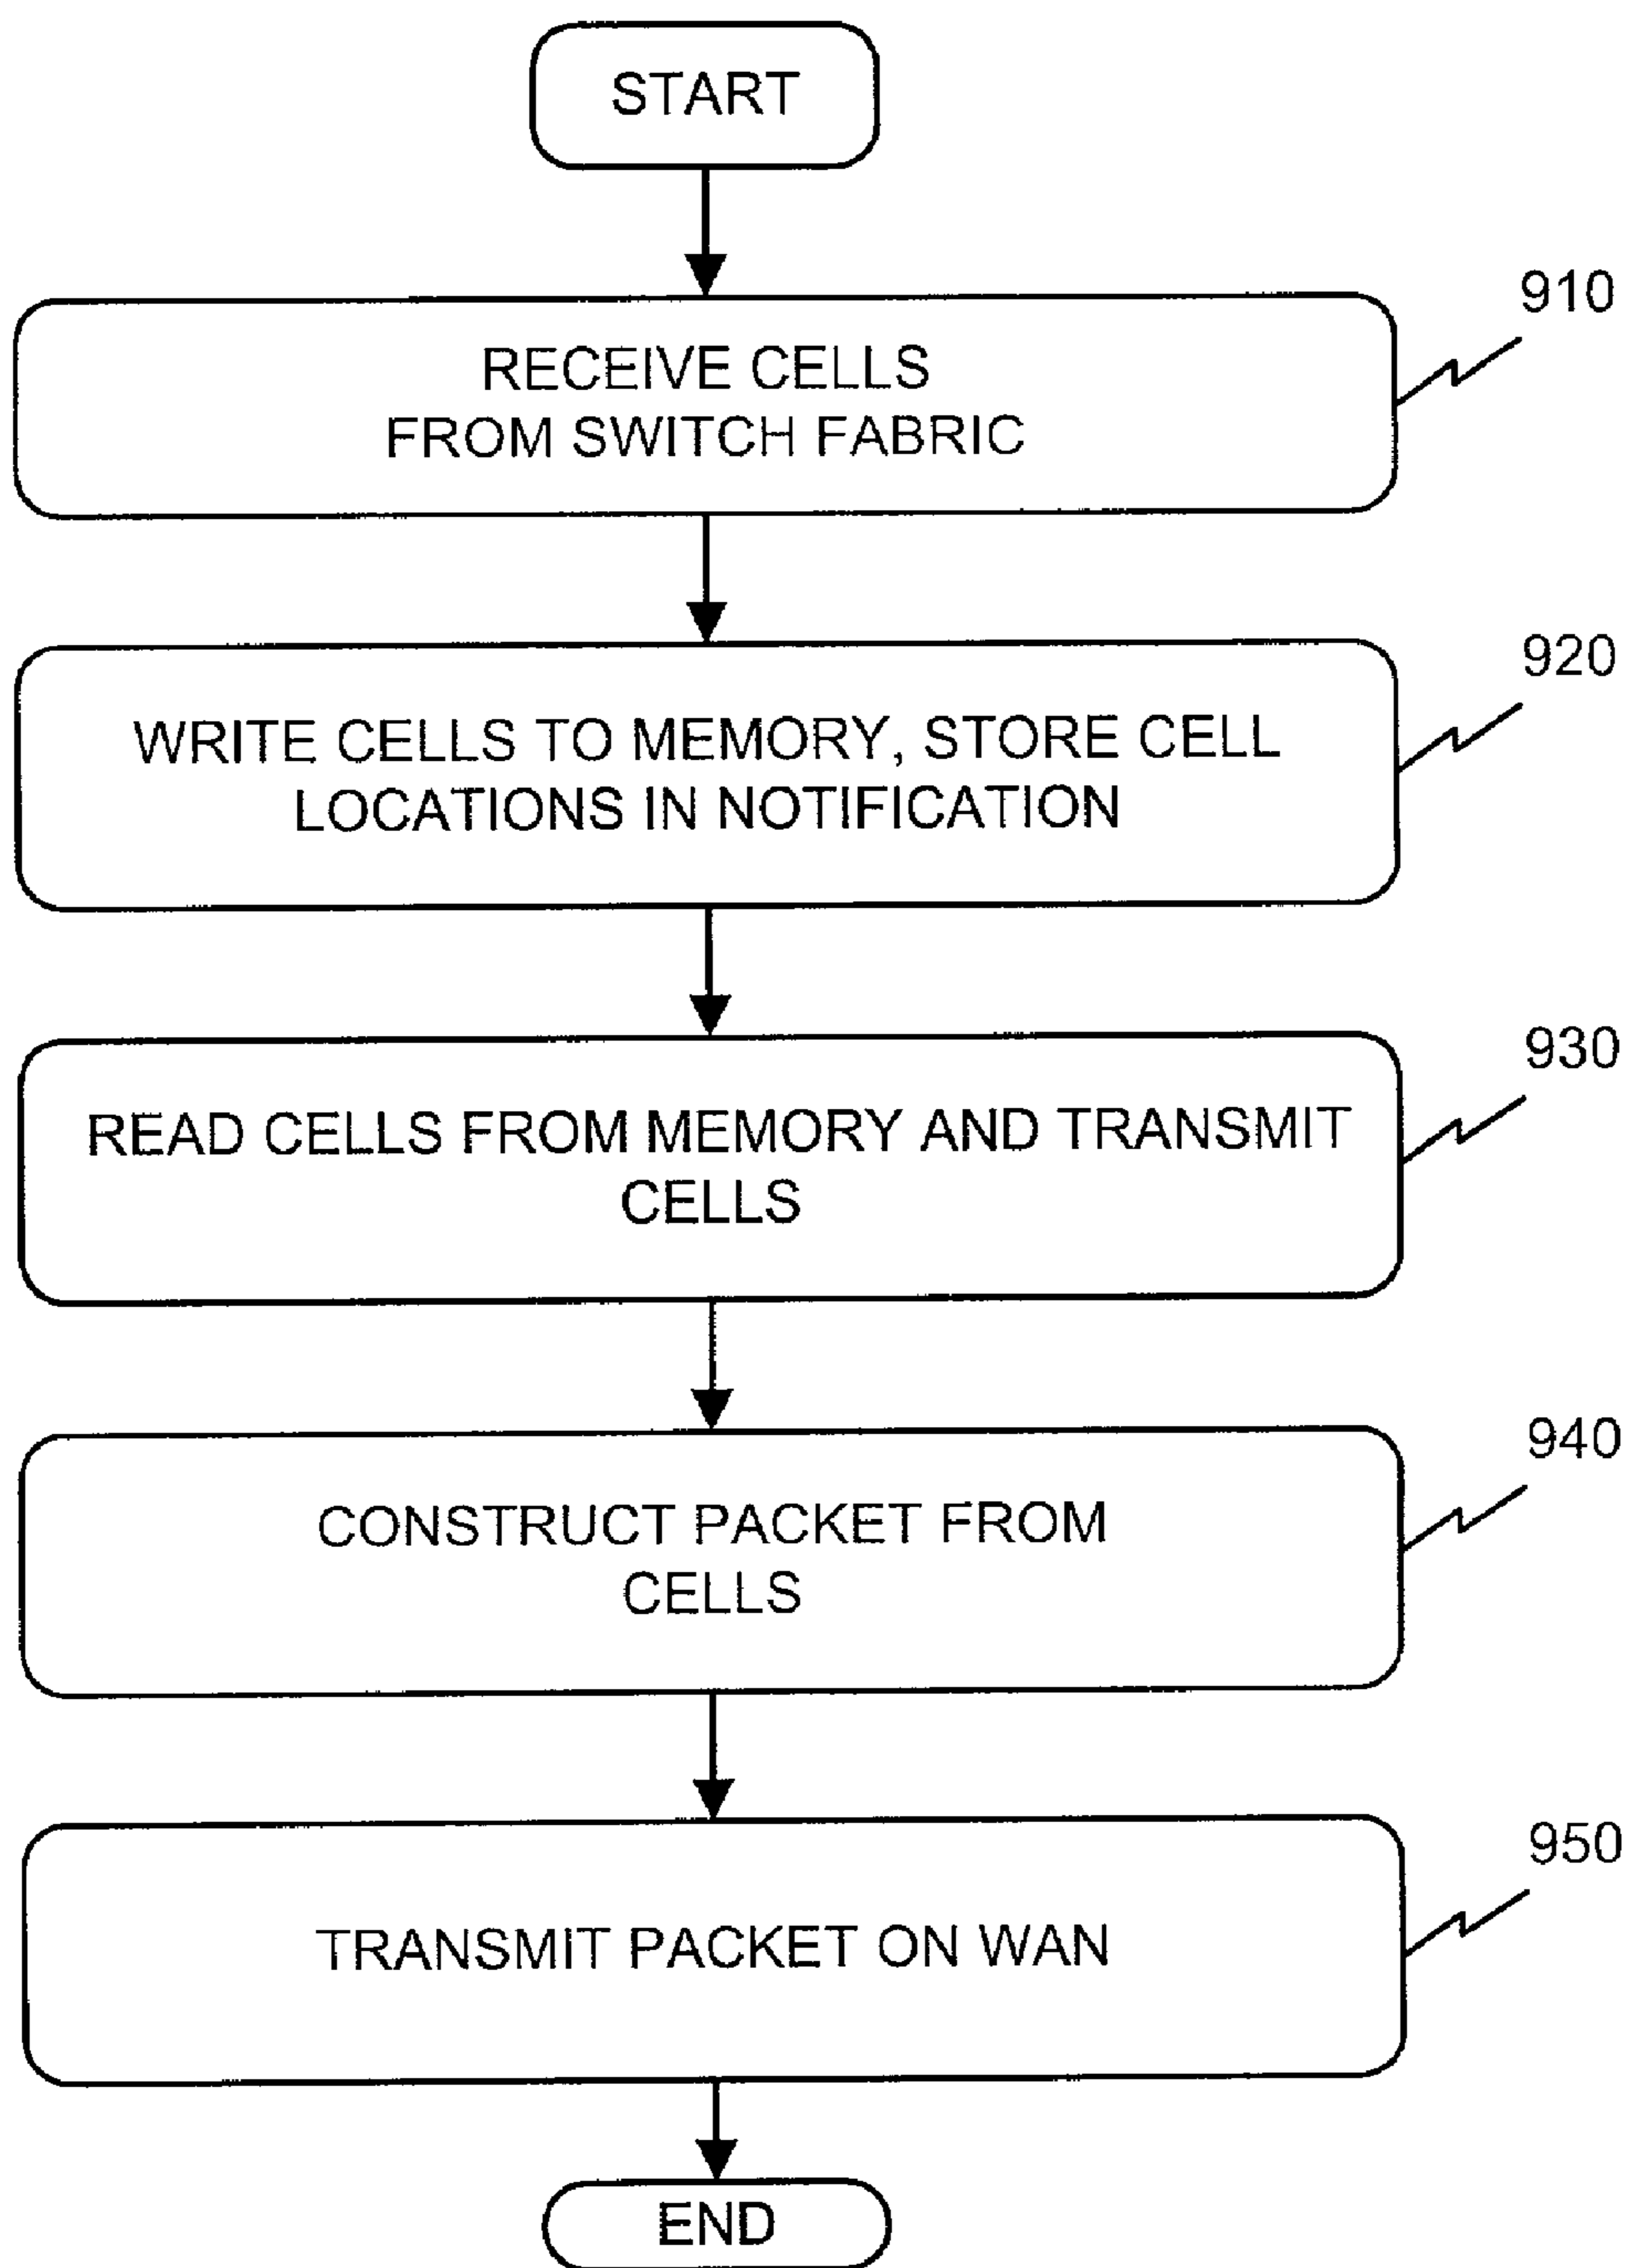 START
910
RECEIVE CELLS
FROM SWITCH FABRIC
920
WRITE CELLS TO MEMORY, STORE CELL
LOCATIONS IN NOTIFICATION
930
READ CELLS FROM MEMORY AND TRANSMIT
CELLS
940
CONSTRUCT PACKET FROM
CELLS
950
TRANSMIT PACKET ON WAN
END